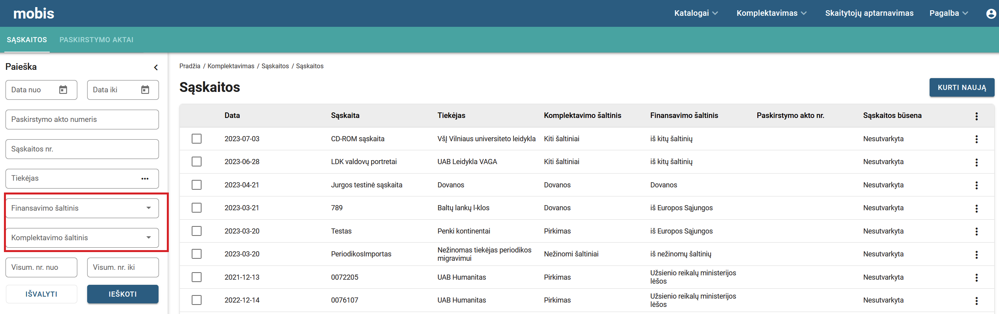 mobis
Katalogai Komplektavimas Skaitytojų aptarnavimas Pagalba
SĄSKAITOS PASKIRSTYMO AKTAI
Paieška
Data nuo Data iki
Paskirstymo akto numeris
Sąskaitos nr.
Tiekėjas
Finansavimo šaltinis
Komplektavimo šaltinis
Visum. nr. nuo Visum. nr. iki
IŠVALYTI IEŠKOTI
Pradžia / Komplektavimas / Sąskaitos / Sąskaitos
Sąskaitos
KURTI NAUJĄ
Data Sąskaita Tiekėjas Komplektavimo šaltinis Finansavimo šaltinis Paskirstymo akto nr. Sąskaitos būsena
2023-07-03 CD-ROM sąskaita VšĮ Vilniaus universiteto leidykla Kiti šaltiniai iš kitų šaltinių Nesutvarkyta
2023-06-28 LDK valdovų portretai UAB Leidykla VAGA Kiti šaltiniai iš kitų šaltinių Nesutvarkyta
2023-04-21 Jurgos testinė sąskaita Dovanos Dovanos Dovanos Nesutvarkyta
2023-03-21 789 Baltų lankų l-klos Dovanos iš Europos Sąjungos Nesutvarkyta
2023-03-20 Testas Penki kontinentai Pirkimas iš Europos Sąjungos Nesutvarkyta
2023-03-20 PeriodikosImportas Nežinomas tiekėjas periodikos migravimui Nežinomi šaltiniai iš nežinomų šaltinių Nesutvarkyta
2021-12-13 0072205 UAB Humanitas Pirkimas Užsienio reikalų ministerijos lėšos Nesutvarkyta
2022-12-14 0076107 UAB Humanitas Pirkimas Užsienio reikalų ministerijos lėšos Nesutvarkyta